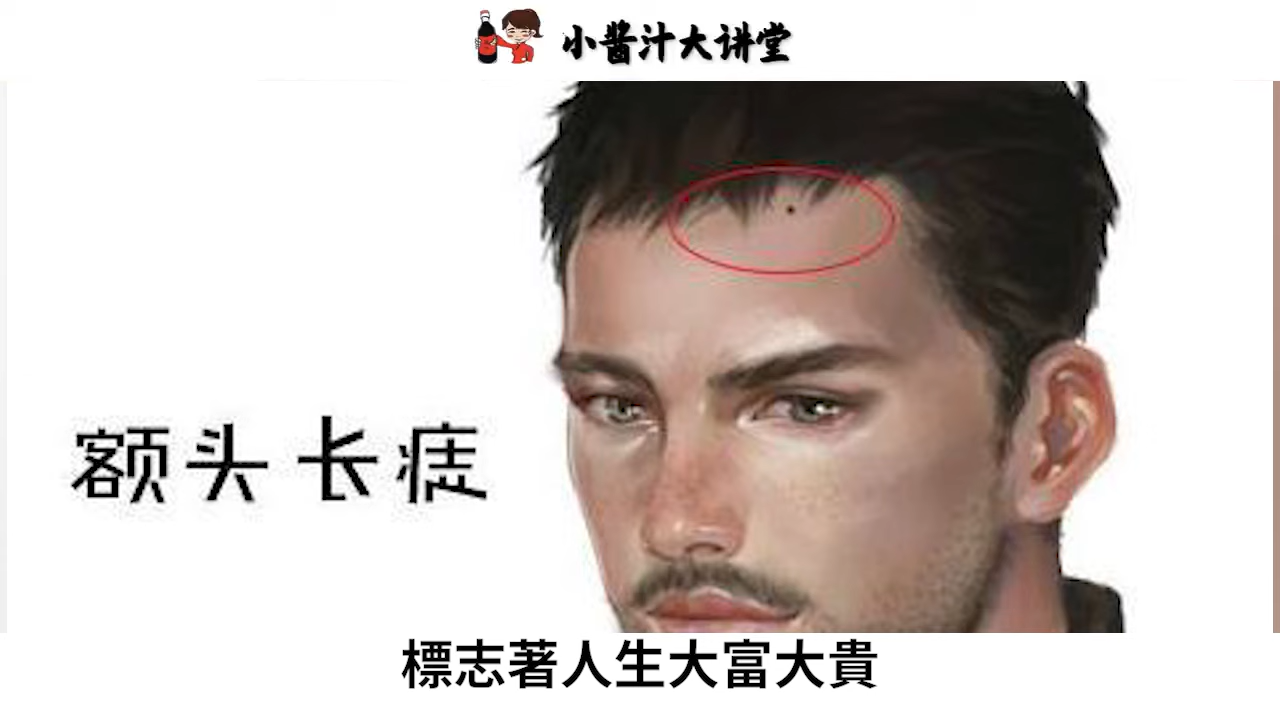 小酱汁大讲堂
额头长痣
標志著人生大富大貴